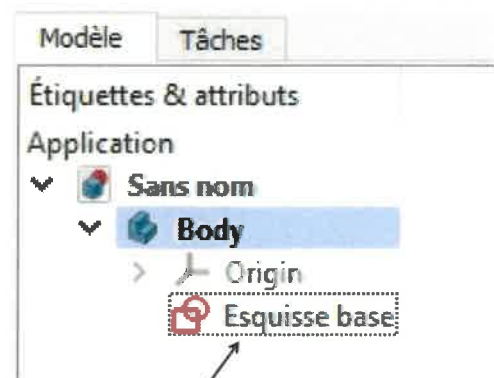 Modèle Tâches
Étiquettes & attributs
Application
Sans nom
Body
Origin
Esquisse base